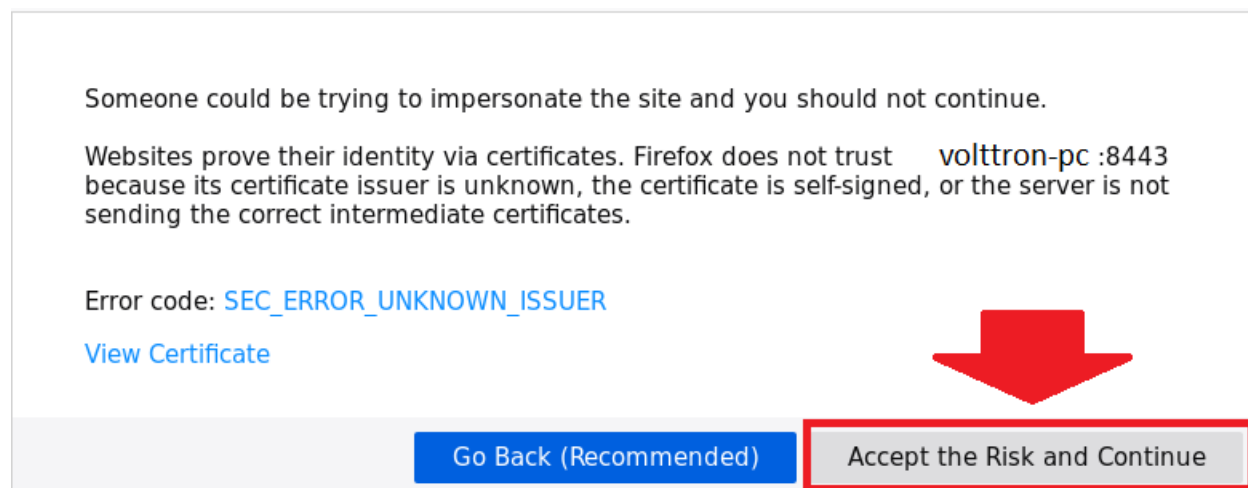 Someone could be trying to impersonate the site and you should not continue.
Websites prove their identity via certificates. Firefox does not trust volttron-pc :8443
because its certificate issuer is unknown, the certificate is self-signed, or the server is not
sending the correct intermediate certificates.
Error code: SEC_ERROR_UNKNOWN_ISSUER
View Certificate
Go Back (Recommended)
Accept the Risk and Continue